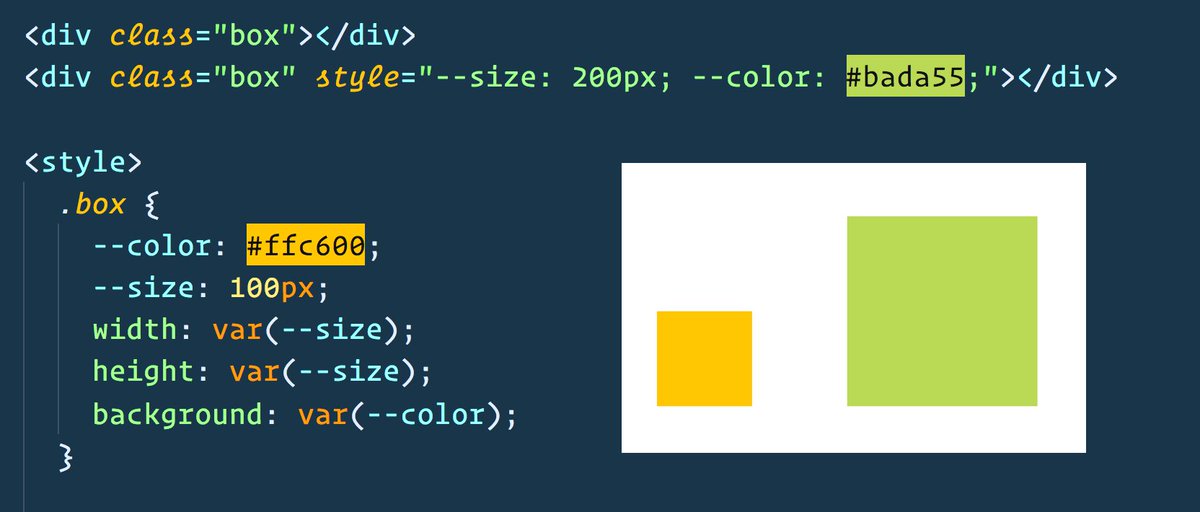 <div class="box"></div>
<div class="box" style="--size: 200px; --color: #bada55;"></div>
<style>
.box {
--color: #ffc600;
--size: 100px;
width: var(--size);
height: var(--size);
background: var(--color);
}